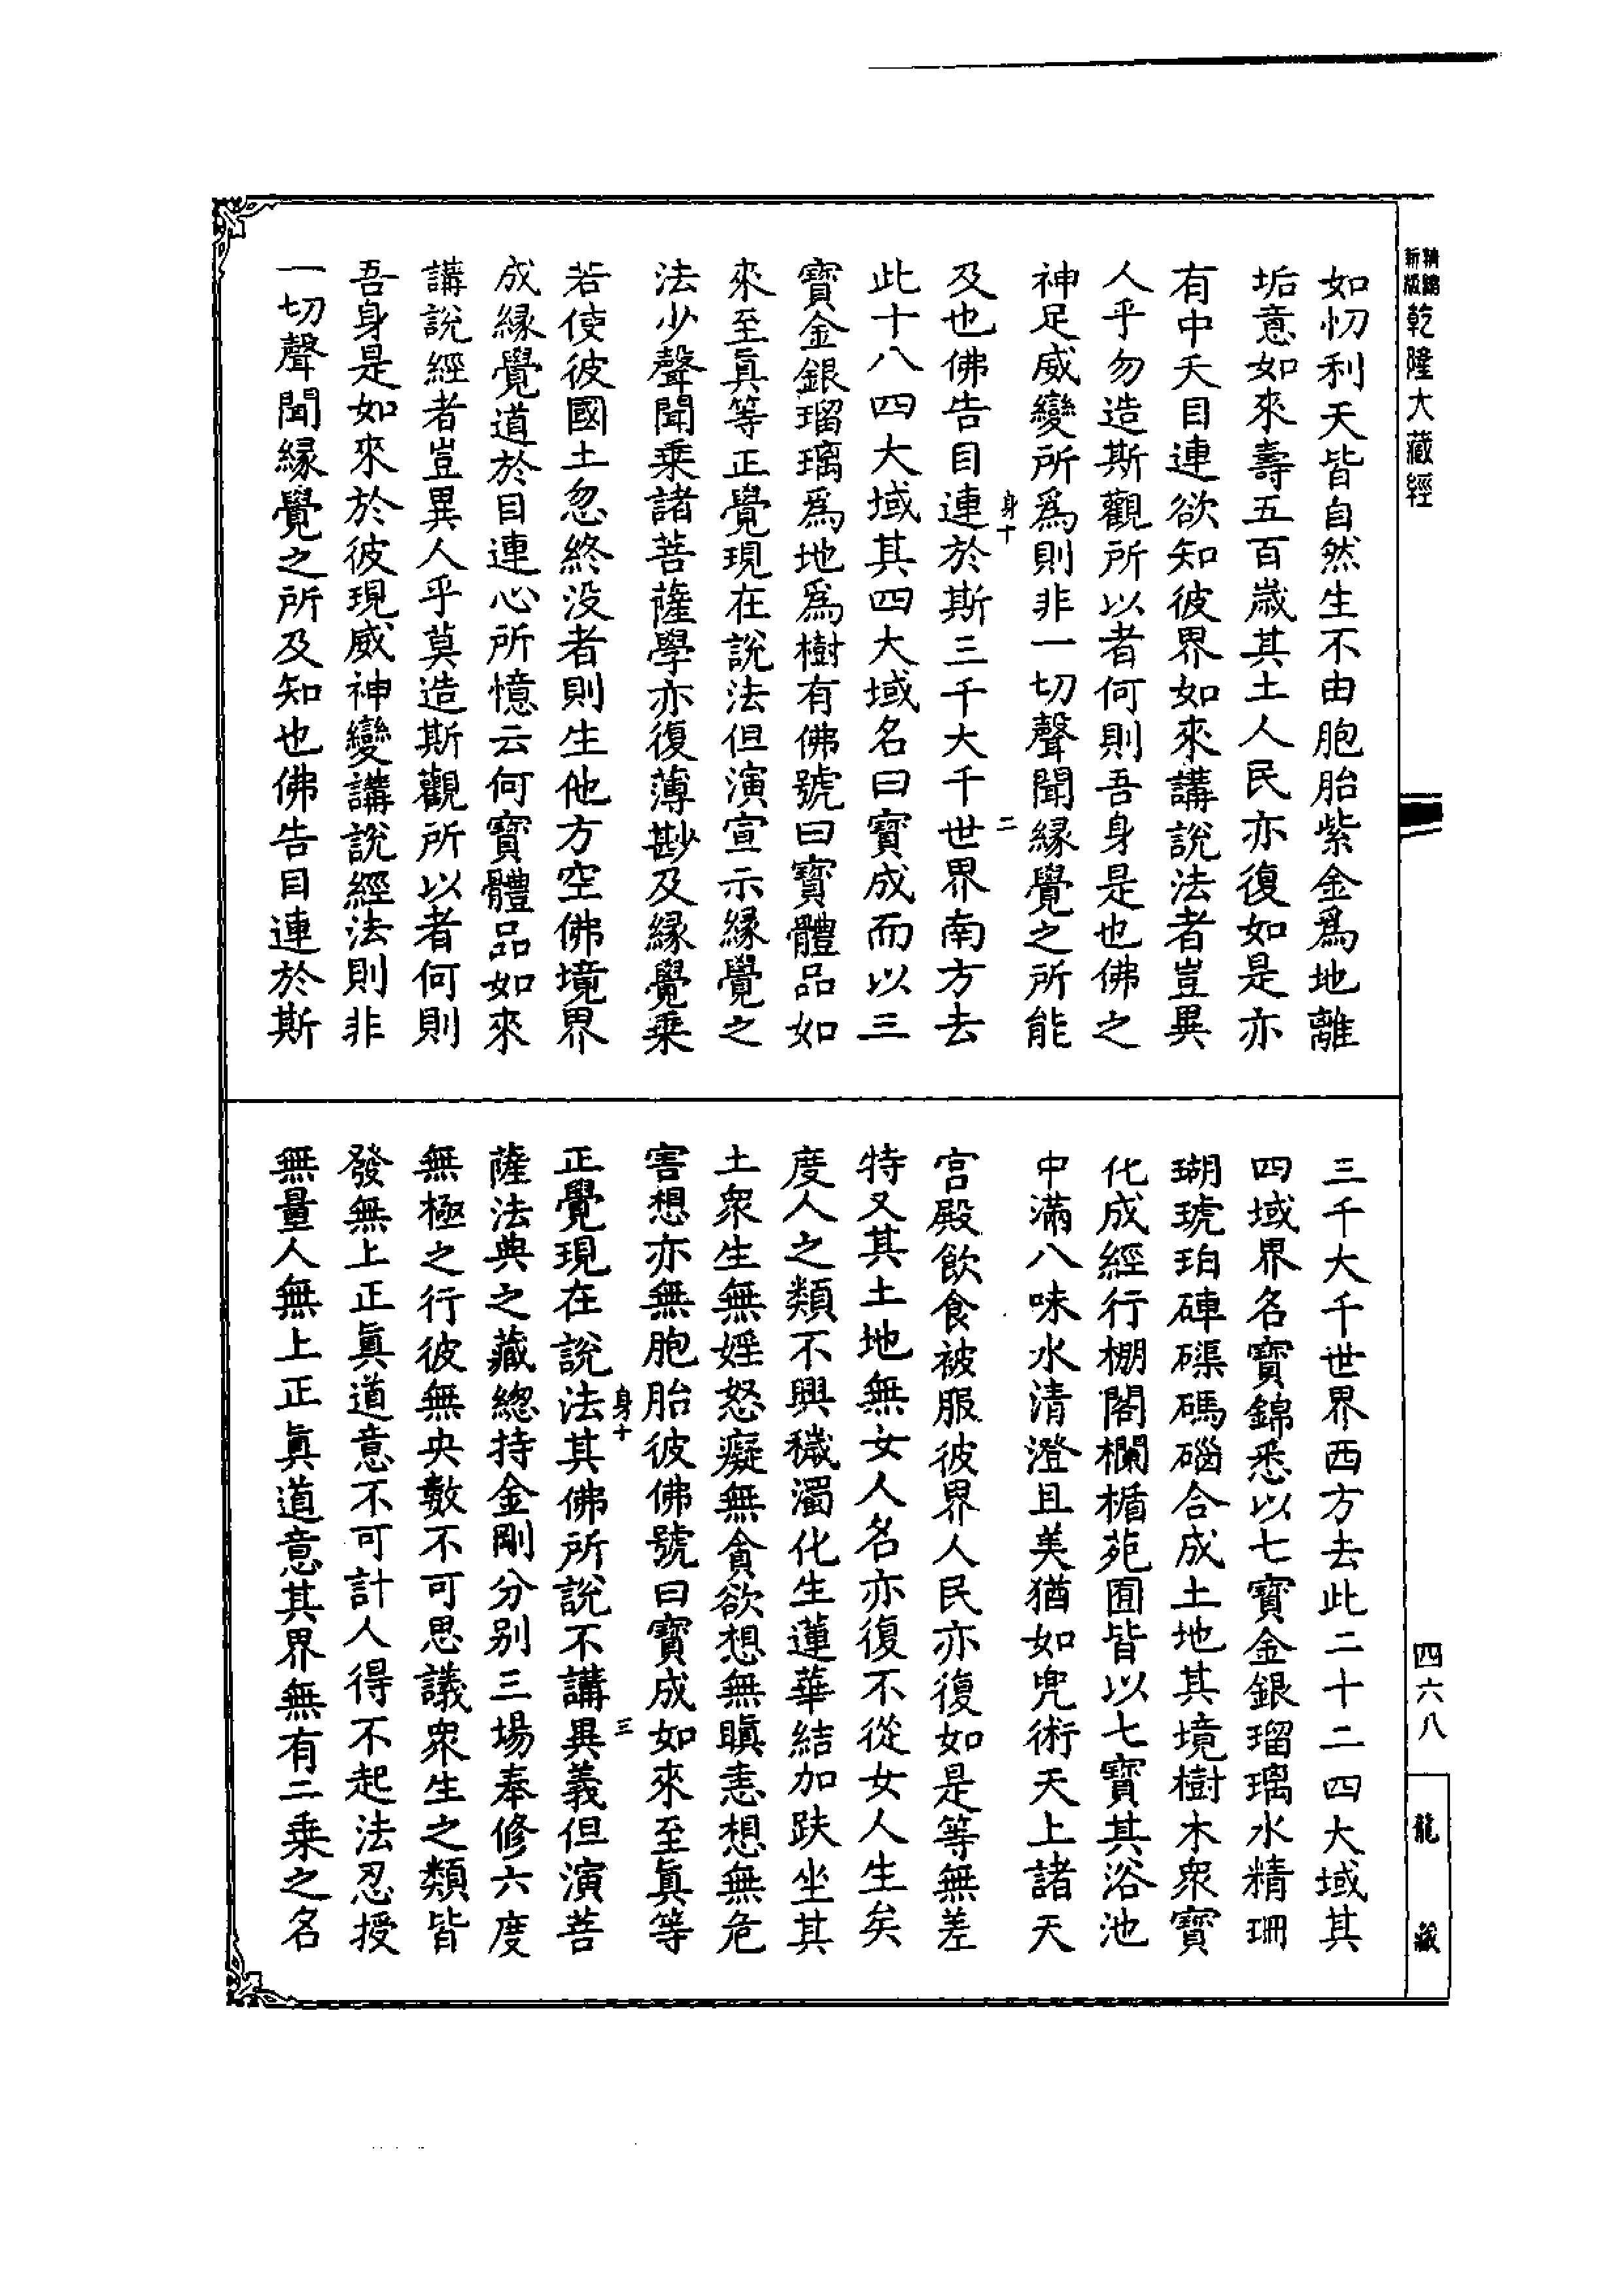 精鐫
新版
乾隆大藏經
四六八
龍藏
如忉利天皆自然生不由胞胎紫金爲地離
垢意如來壽五百歲其土人民亦復如是亦
有中夭目連欲知彼界如來講說法者豈異
人乎勿造斯觀所以者何則吾身是也佛之
神足威變所爲則非一切聲聞緣覺之所能
身十
二
及也佛告目連於斯三千大千世界南方去
此十八四大域其四大域名曰寶成而以三
寶金銀瑠璃爲地爲樹有佛號曰寶體品如
來至眞等正覺現在說法但演宣示緣覺之
法少聲聞乘諸菩薩學亦復薄尠及緣覺乘
若使彼國土忽終没者則生他方空佛境界
成緣覺道於目連心所憶云何寶體品如來
講說經者豈異人乎莫造斯觀所以者何則
吾身是如來於彼現威神變講說經法則非
一切聲聞緣覺之所及知也佛告目連於斯
三千大千世界西方去此二十二四大域其
四域界名寶錦悉以七寶金銀瑠璃水精珊
瑚琥珀硨磲碼碯合成土地其境樹木衆寶
化成經行棚閣欄楯苑囿皆以七寶其浴池
中滿八味水清澄且美猶如兜術天上諸天
宮殿飲食被服彼界人民亦復如是等無差
特又其土地無女人名亦復不從女人生矣
度人之類不興穢濁化生蓮華結加趺坐其
土衆生無婬怒癡無貪欲想無瞋恚想無危
害想亦無胞胎彼佛號曰寶成如來至眞等
身十
三
正覺現在說法其佛所說不講異義但演菩
薩法典之藏總持金剛分别三場奉修六度
無極之行彼無央數不可思議衆生之類皆
發無上正眞道意不可計人得不起法忍授
無量人無上正眞道意其界無有二乘之名